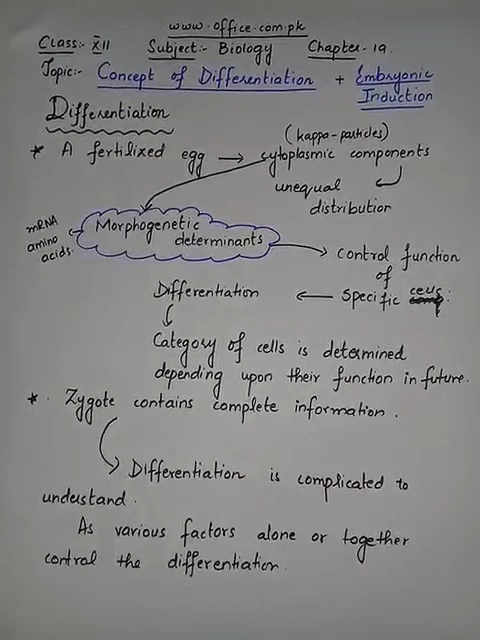 www.office.com.pk
Class:- XII Subject:- Biology Chapter-19.
Topic:- Concept of Differentiation + Embryonic
Induction
Differentiation
(kappa-particles)
* A fertilized egg → cytoplasmic components
unequal
distribution
mRNA
amino
acids.
Morphogenetic
determinants
control function
of
Differentiation ← specific cells:
Category of cells is determined
depending upon their function in future.
* . Zygote contains complete information .
Differentiation is complicated to
understand .
As various factors alone or together
control the differentiation.